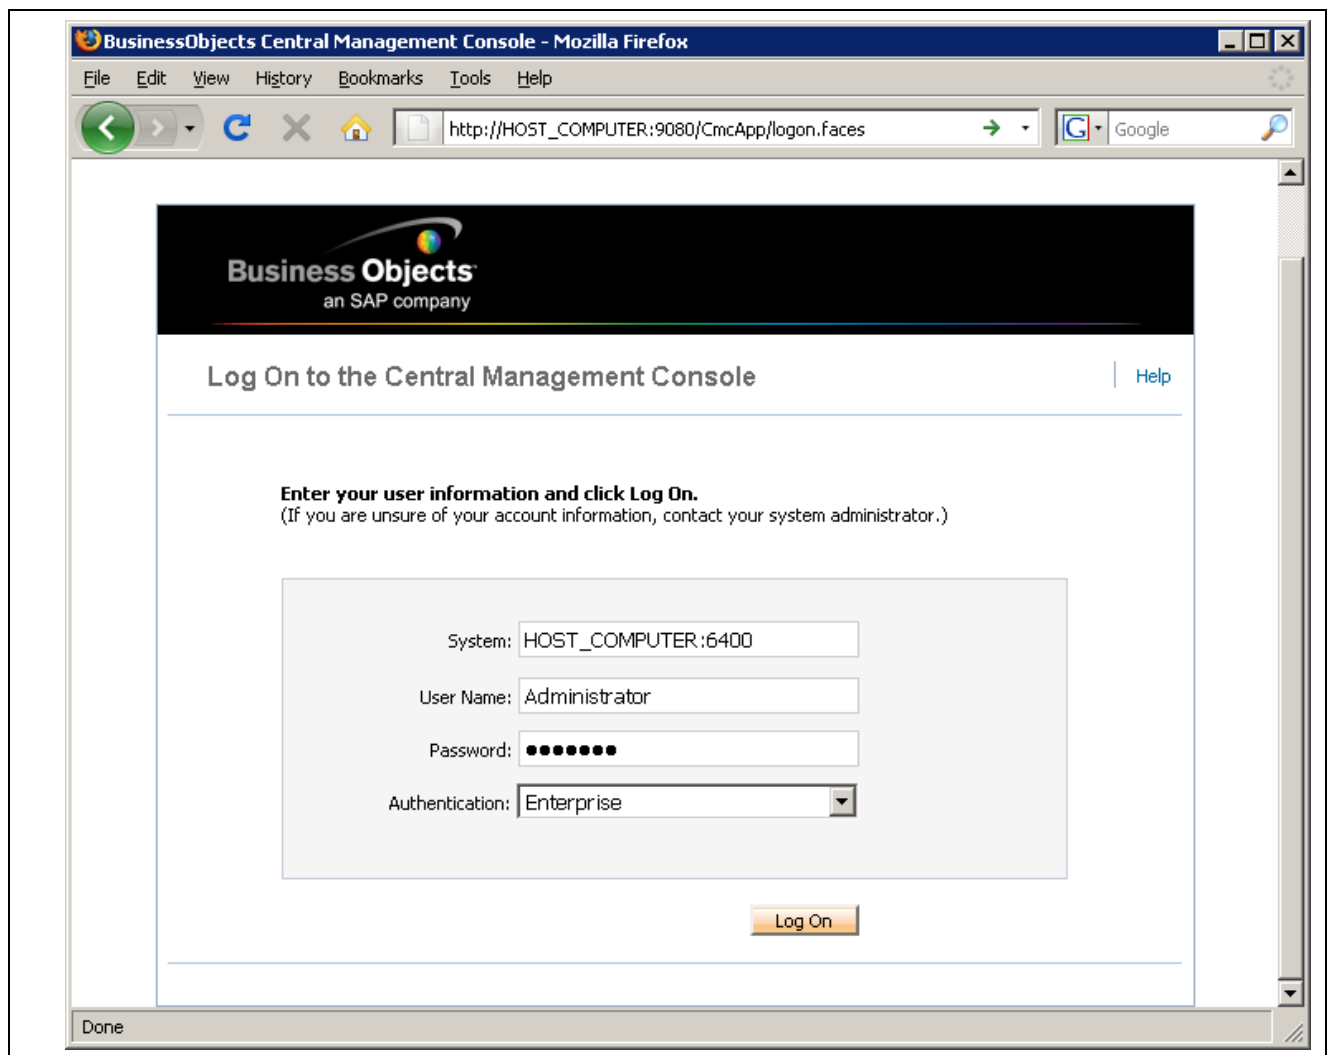 BusinessObjects Central Management Console - Mozilla Firefox
File Edit View History Bookmarks Tools Help
http://HOST_COMPUTER:9080/CmcApp/logon.faces
G Google
Business Objects
an SAP company
Log On to the Central Management Console
Help
Enter your user information and click Log On.
(If you are unsure of your account information, contact your system administrator.)
System: HOST_COMPUTER:6400
User Name: Administrator
Password: ●●●●●●●
Authentication: Enterprise
Log On
Done